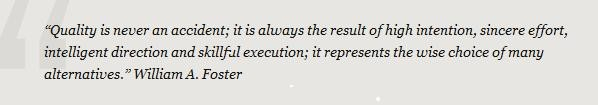 “Quality is never an accident; it is always the result of high intention, sincere effort,
intelligent direction and skillful execution; it represents the wise choice of many
alternatives.” William A. Foster